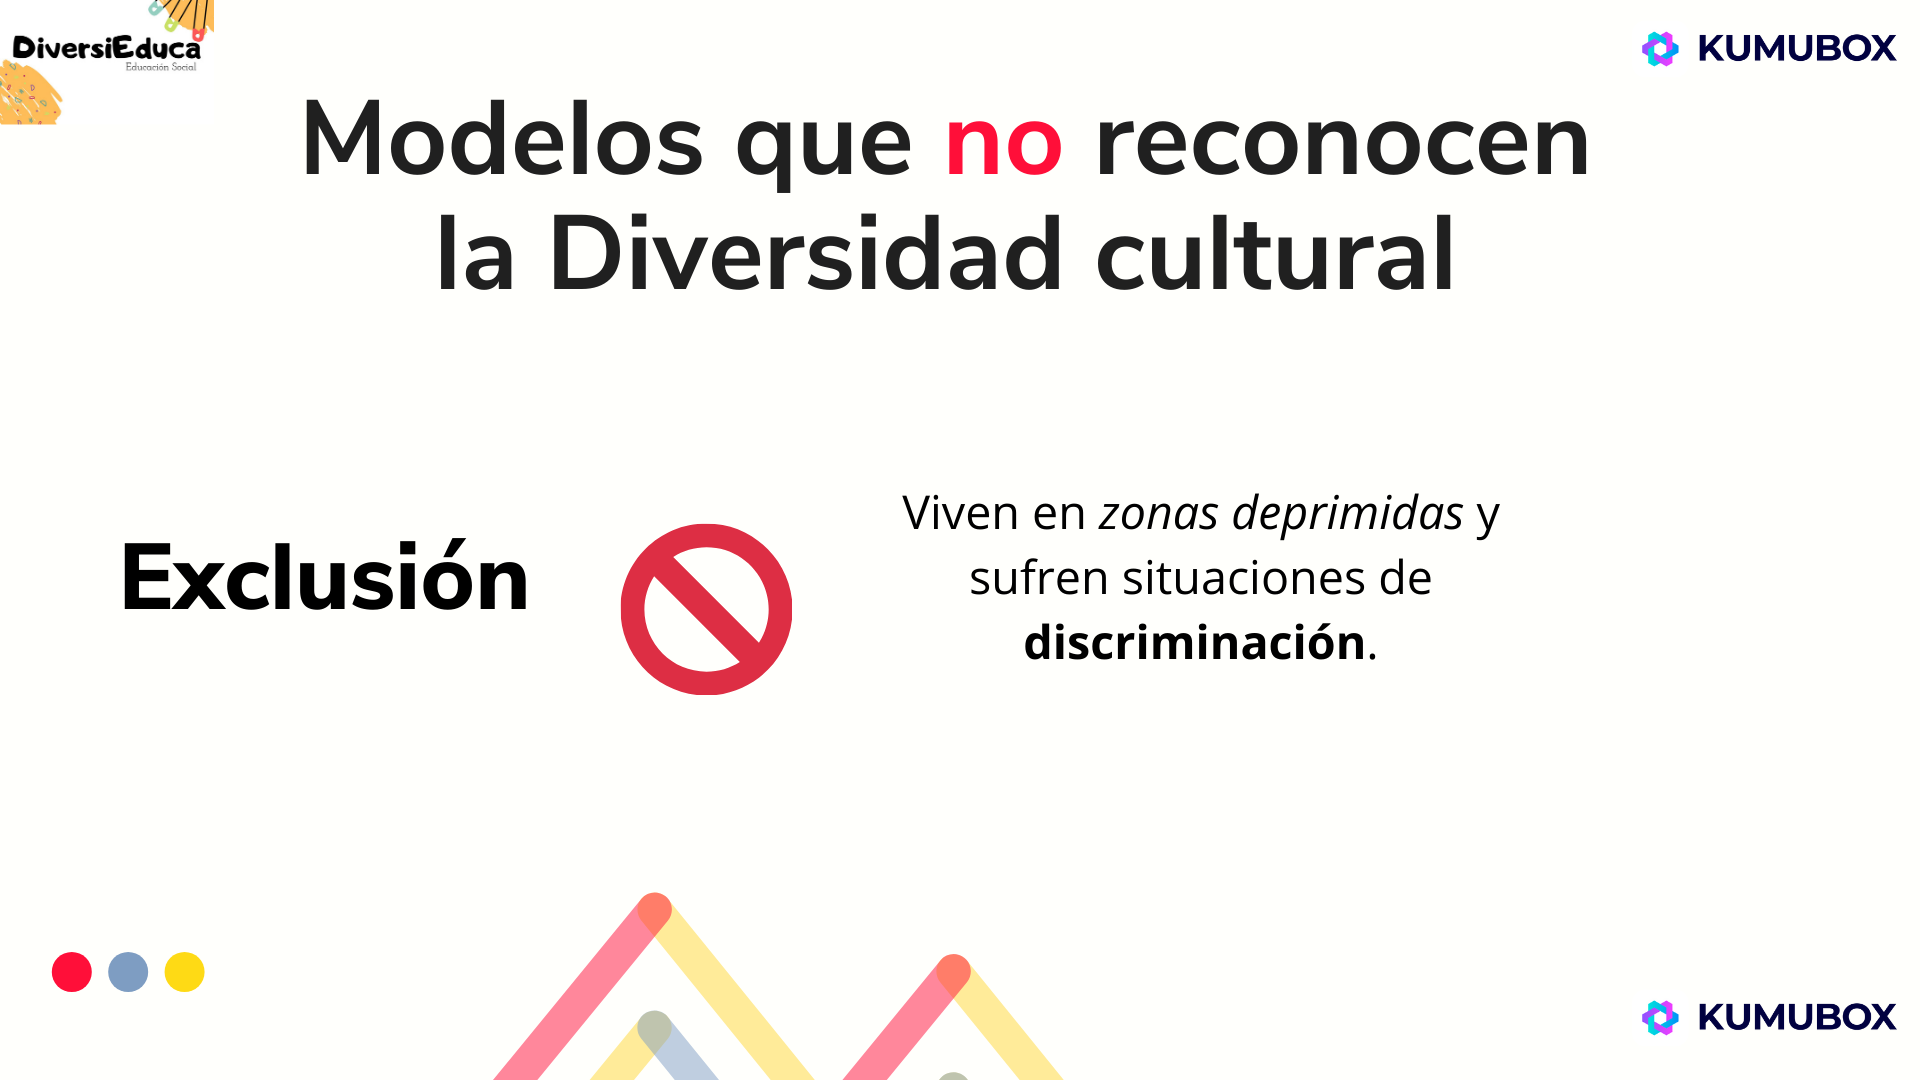 DiversiEduca
Educación Social
KUMUBOX
Modelos que no reconocen
la Diversidad cultural
Exclusión
Viven en zonas deprimidas y
sufren situaciones de
discriminación.
KUMUBOX